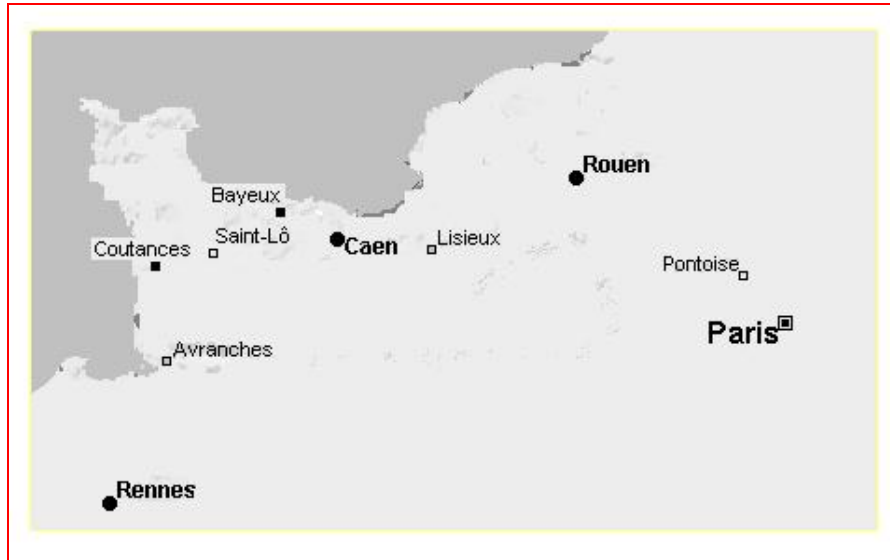 Rouen
Bayeux
Saint-Lô
Caen
Lisieux
Coutances
Pontoise
Paris
Avranches
Rennes